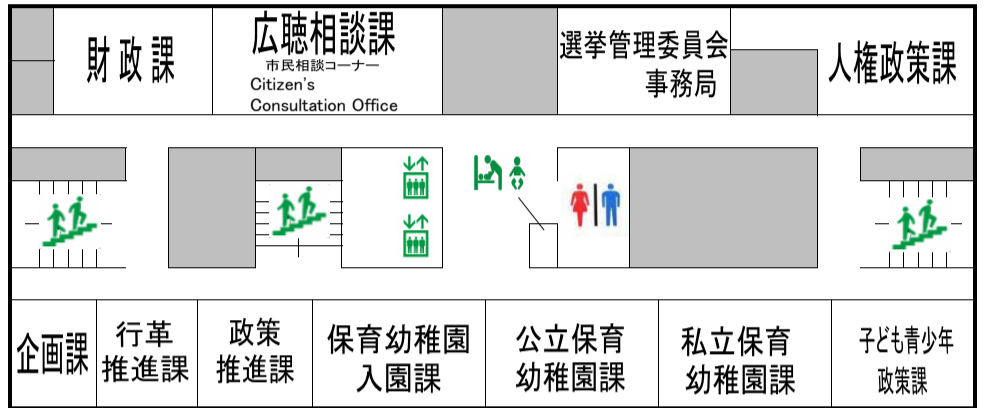 財政課
広聴相談課
市民相談コーナー
Citizen's
Consultation Office
選挙管理委員会
事務局
人権政策課
企画課
行革
推進課
政策
推進課
保育幼稚園
入園課
公立保育
幼稚園課
私立保育
幼稚園課
子ども青少年
政策課